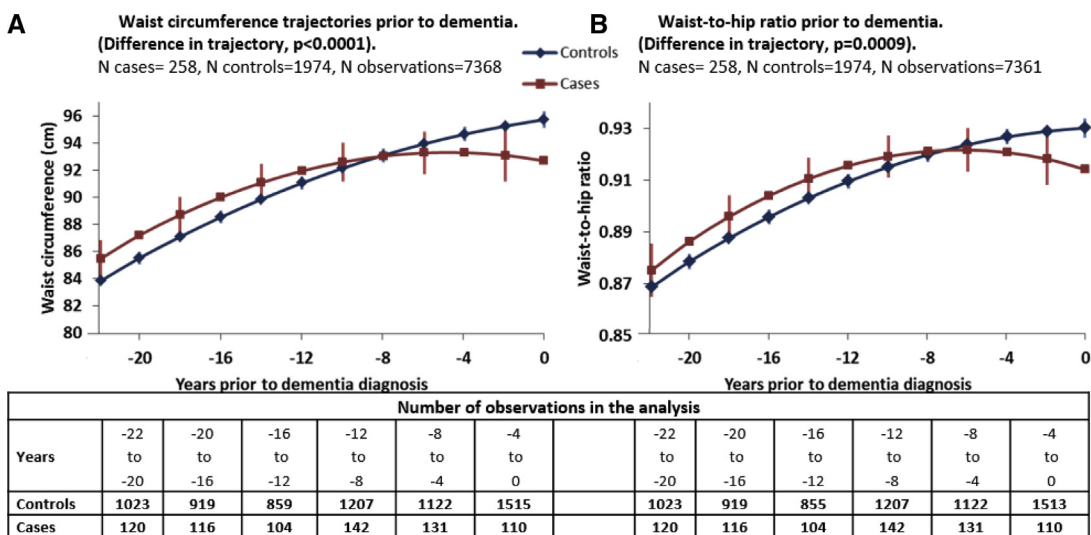 A
Waist circumference trajectories prior to dementia.
(Difference in trajectory, p<0.0001).
N cases= 258, N controls=1974, N observations=7368
Controls
Cases
Waist circumference (cm)
96
94
92
90
88
86
84
82
80
-20 -16 -12 -8 -4 0
Years prior to dementia diagnosis
B
Waist-to-hip ratio prior to dementia.
(Difference in trajectory, p=0.0009).
N cases= 258, N controls=1974, N observations=7361
Waist-to-hip ratio
0.93
0.91
0.89
0.87
0.85
-20 -16 -12 -8 -4 0
Years prior to dementia diagnosis
Number of observations in the analysis
-22 -20 -16 -12 -8 -4 -22 -20 -16 -12 -8 -4
Years to to to to to to to to to to to to
-20 -16 -12 -8 -4 0 -20 -16 -12 -8 -4 0
Controls 1023 919 859 1207 1122 1515 1023 919 855 1207 1122 1513
Cases 120 116 104 142 131 110 120 116 104 142 131 110